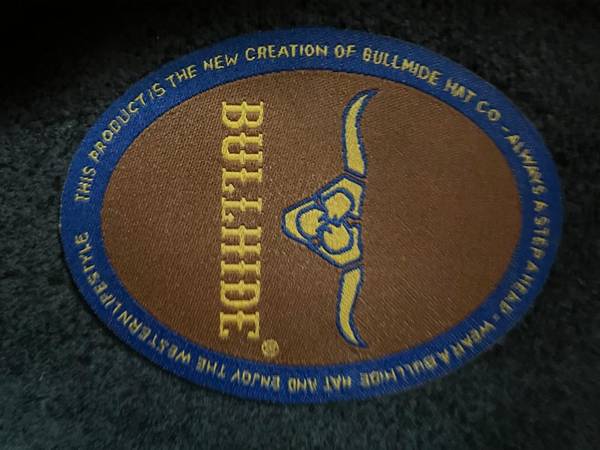 THIS PRODUCT IS THE NEW CREATION OF BULLMIDE HAT CO - ALWAYS A STEP AHEAD - WEAR A BULLHIDE HAT AND ENJOY THE WESTERN LIFESTYLE
BULLHIDE®